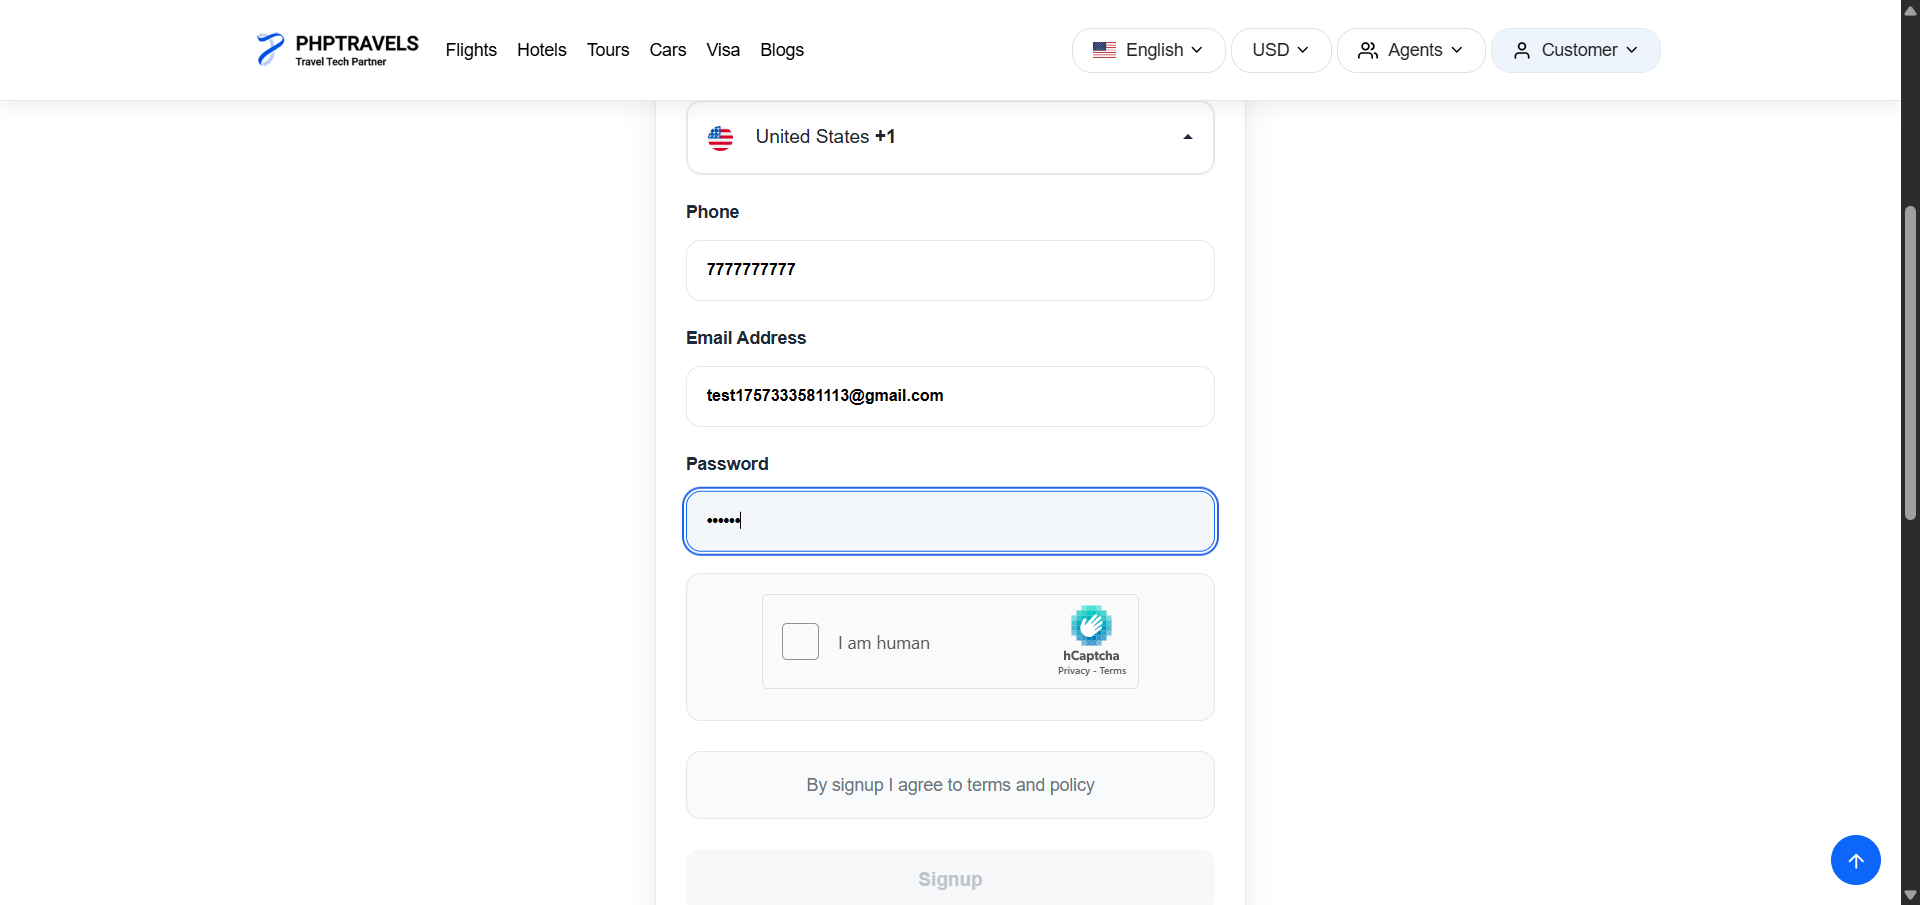 PHPTRAVELS
Travel Tech Partner
Flights Hotels Tours Cars Visa Blogs
English USD Agents Customer
United States +1
Phone
7777777777
Email Address
test1757333581113@gmail.com
Password
••••••
I am human
hCaptcha
Privacy - Terms
By signup I agree to terms and policy
Signup